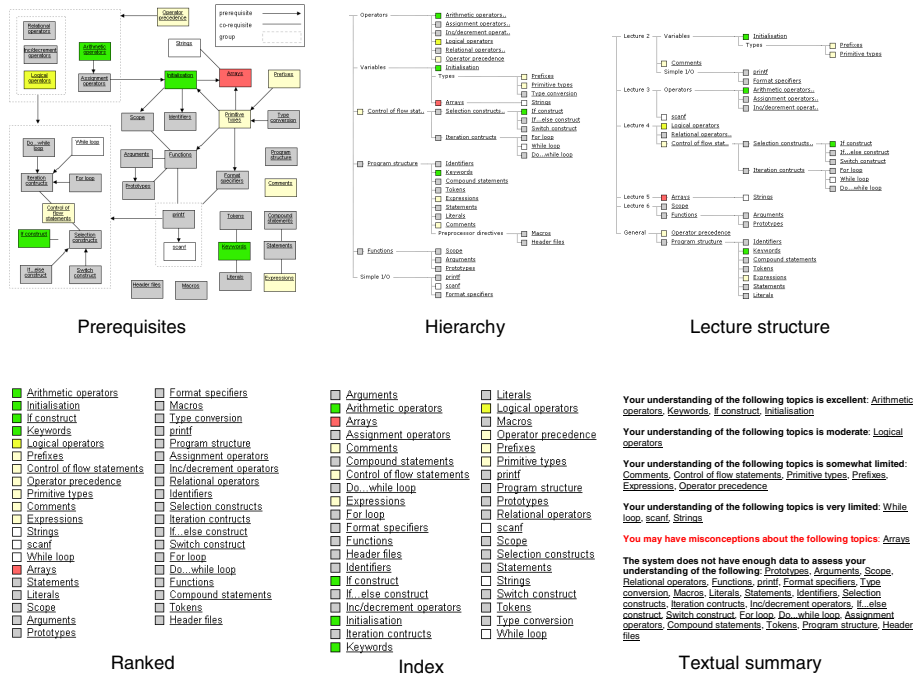 Operator
precedence
prerequisite
co-requisite
group
Relational
operators
Strings
Inc/decrement
operators
Arithmetic
operators
Logical
operators
Assignment
operators
Initialisation
Arrays
Prefixes
Scope
Identifiers
Primitive
types
Type
conversion
Do...while
loop
While loop
Arguments
Functions
Program
structure
Iteration
contructs
For loop
Prototypes
Format
specifiers
Comments
Control of
flow
statements
printf
Tokens
Compound
statements
If construct
Selection
constructs
scanf
Keywords
Statements
If...else
construct
Switch
construct
Header files
Macros
Literals
Expressions
Prerequisites
Operators
Arithmetic operators..
Assignment operators..
Inc/decrement operat..
Logical operators
Relational operators..
Operator precedence
Variables
Initialisation
Types
Prefixes
Primitive types
Type conversion
Arrays
Strings
Control of flow stat..
Selection constructs..
If construct
If...else construct
Switch construct
Iteration contructs
For loop
While loop
Do...while loop
Program structure
Identifiers
Keywords
Compound statements
Tokens
Expressions
Statements
Literals
Comments
Preprocessor directives
Macros
Header files
Functions
Scope
Arguments
Prototypes
Simple I/O
printf
scanf
Format specifiers
Hierarchy
Lecture 2
Variables
Initialisation
Types
Prefixes
Primitive types
Comments
Simple I/O
printf
Format specifiers
Lecture 3
Operators
Arithmetic operators..
Assignment operators..
Inc/decrement operat..
scanf
Lecture 4
Logical operators
Relational operators..
Control of flow stat..
Selection constructs..
If construct
If...else construct
Switch construct
Iteration contructs
For loop
While loop
Do...while loop
Lecture 5
Arrays
Strings
Lecture 6
Scope
Functions
Arguments
Prototypes
General
Operator precedence
Program structure
Identifiers
Keywords
Compound statements
Tokens
Expressions
Statements
Literals
Lecture structure
Arithmetic operators
Initialisation
If construct
Keywords
Logical operators
Prefixes
Control of flow statements
Operator precedence
Primitive types
Comments
Expressions
Strings
scanf
While loop
Arrays
Statements
Literals
Scope
Arguments
Prototypes
Format specifiers
Macros
Type conversion
printf
Program structure
Assignment operators
Inc/decrement operators
Relational operators
Identifiers
Selection constructs
Iteration contructs
If...else construct
Switch construct
For loop
Do...while loop
Functions
Compound statements
Tokens
Header files
Ranked
Arguments
Arithmetic operators
Arrays
Assignment operators
Comments
Compound statements
Control of flow statements
Do...while loop
Expressions
For loop
Format specifiers
Functions
Header files
Identifiers
If construct
If...else construct
Inc/decrement operators
Initialisation
Iteration contructs
Keywords
Literals
Logical operators
Macros
Operator precedence
Prefixes
Primitive types
printf
Program structure
Prototypes
Relational operators
scanf
Scope
Selection constructs
Statements
Strings
Switch construct
Tokens
Type conversion
While loop
Index
Your understanding of the following topics is excellent: Arithmetic
operators, Keywords, If construct, Initialisation
Your understanding of the following topics is moderate: Logical
operators
Your understanding of the following topics is somewhat limited:
Comments, Control of flow statements, Primitive types, Prefixes,
Expressions, Operator precedence
Your understanding of the following topics is very limited: While
loop, scanf, Strings
You may have misconceptions about the following topics: Arrays
The system does not have enough data to assess your
understanding of the following: Prototypes, Arguments, Scope,
Relational operators, Functions, printf, Format specifiers, Type
conversion, Macros, Literals, Statements, Identifiers, Selection
constructs, Iteration contructs, Inc/decrement operators, If...else
construct, Switch construct, For loop, Do...while loop, Assignment
operators, Compound statements, Tokens, Program structure, Header
files
Textual summary